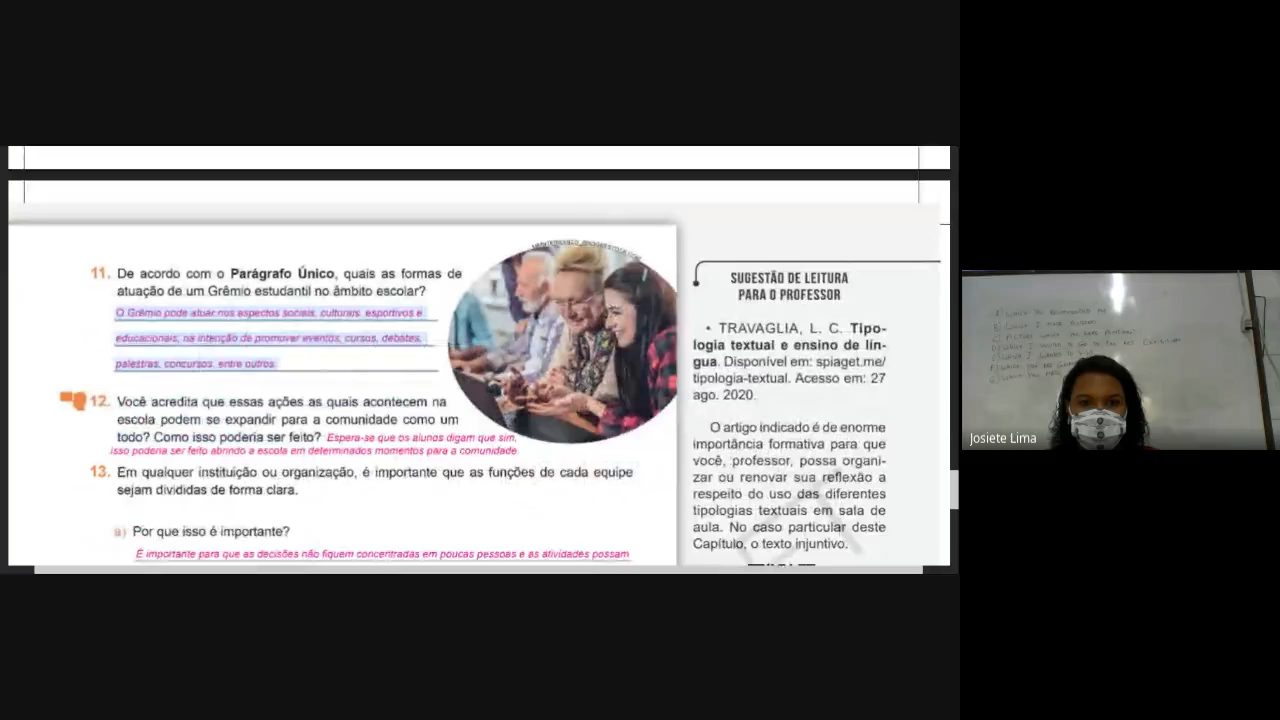 11. De acordo com o Parágrafo Único, quais as formas de
atuação de um Grêmio estudantil no âmbito escolar?
O Grêmio pode atuar nos aspectos sociais, culturais, esportivos e
educacionais, na intenção de promover eventos, cursos, debates,
palestras, concursos, entre outros.
12. Você acredita que essas ações as quais acontecem na
escola podem se expandir para a comunidade como um
todo? Como isso poderia ser feito? Espera-se que os alunos digam que sim,
isso poderia ser feito abrindo a escola em determinados momentos para a comunidade.
13. Em qualquer instituição ou organização, é importante que as funções de cada equipe
sejam divididas de forma clara.
a) Por que isso é importante?
É importante para que as decisões não fiquem concentradas em poucas pessoas e as atividades possam
SUGESTÃO DE LEITURA
PARA O PROFESSOR
• TRAVAGLIA, L. C. Tipo-
logia textual e ensino de lín-
gua. Disponível em: spiaget.me/
tipologia-textual. Acesso em: 27
ago. 2020.
O artigo indicado é de enorme
importância formativa para que
você, professor, possa organi-
zar ou renovar sua reflexão a
respeito do uso das diferentes
tipologias textuais em sala de
aula. No caso particular deste
Capítulo, o texto injuntivo.
Josiete Lima